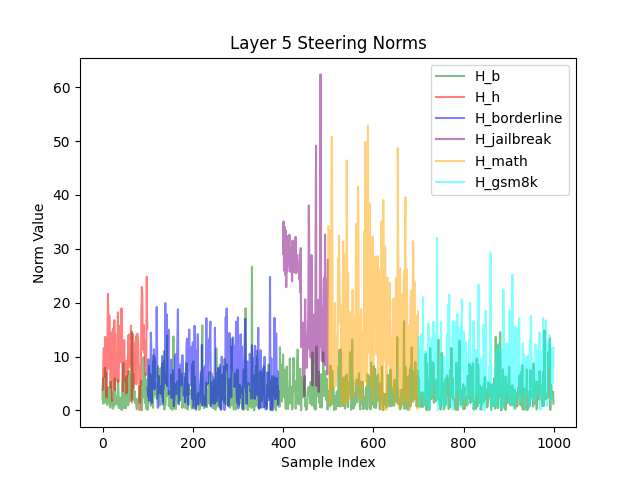 Layer 5 Steering Norms
Norm Value
60
50
40
30
20
10
0
0 200 400 600 800 1000
Sample Index
H_b
H_h
H_borderline
H_jailbreak
H_math
H_gsm8k